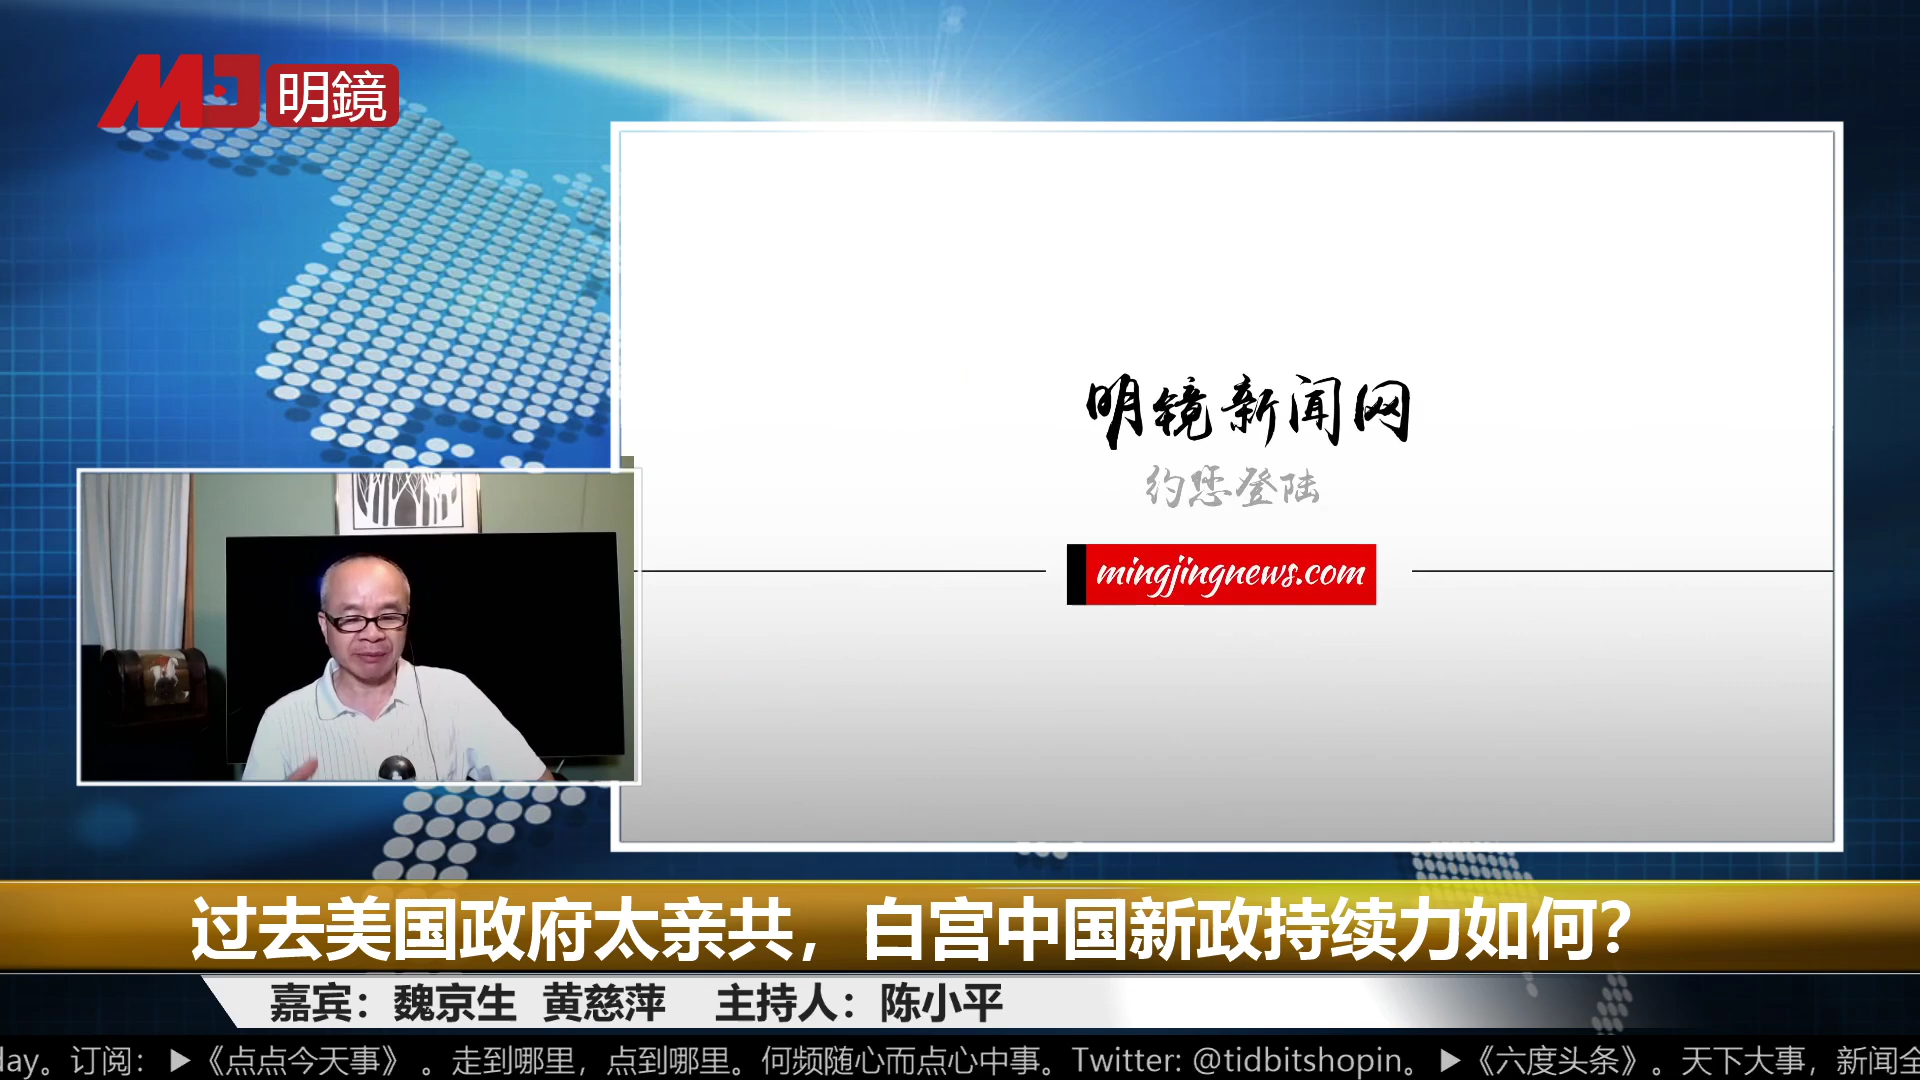 MJ 明鏡
明镜新闻网
约您登陆
mingjingnews.com
过去美国政府太亲共，白宫中国新政持续力如何？
嘉宾：魏京生 黄慈萍 主持人：陈小平
day。订阅：▶《点点今天事》 。走到哪里，点到哪里。何频随心而点心中事。Twitter: @tidbitshopin。 ▶《六度头条》。天下大事，新闻全